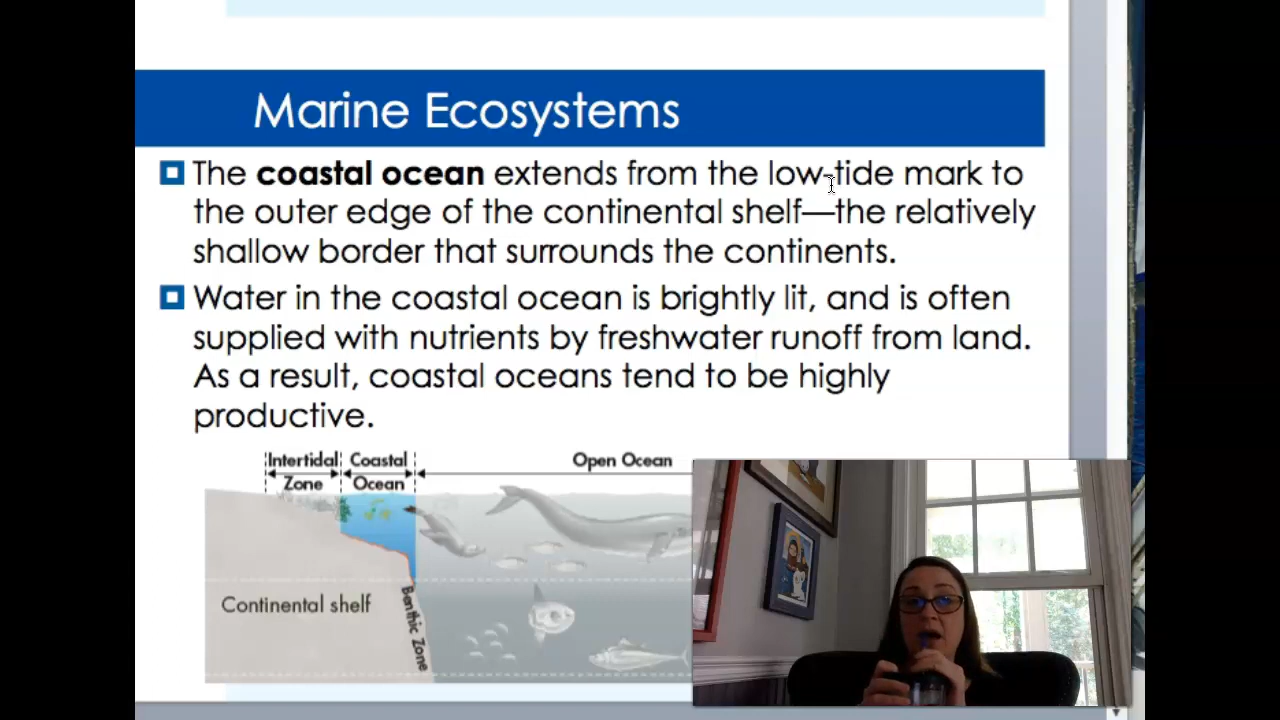 Marine Ecosystems
The coastal ocean extends from the low-tide mark to
the outer edge of the continental shelf—the relatively
shallow border that surrounds the continents.
Water in the coastal ocean is brightly lit, and is often
supplied with nutrients by freshwater runoff from land.
As a result, coastal oceans tend to be highly
productive.
Intertidal
Zone
Coastal
Ocean
Open Ocean
Continental shelf
Benthic Zone